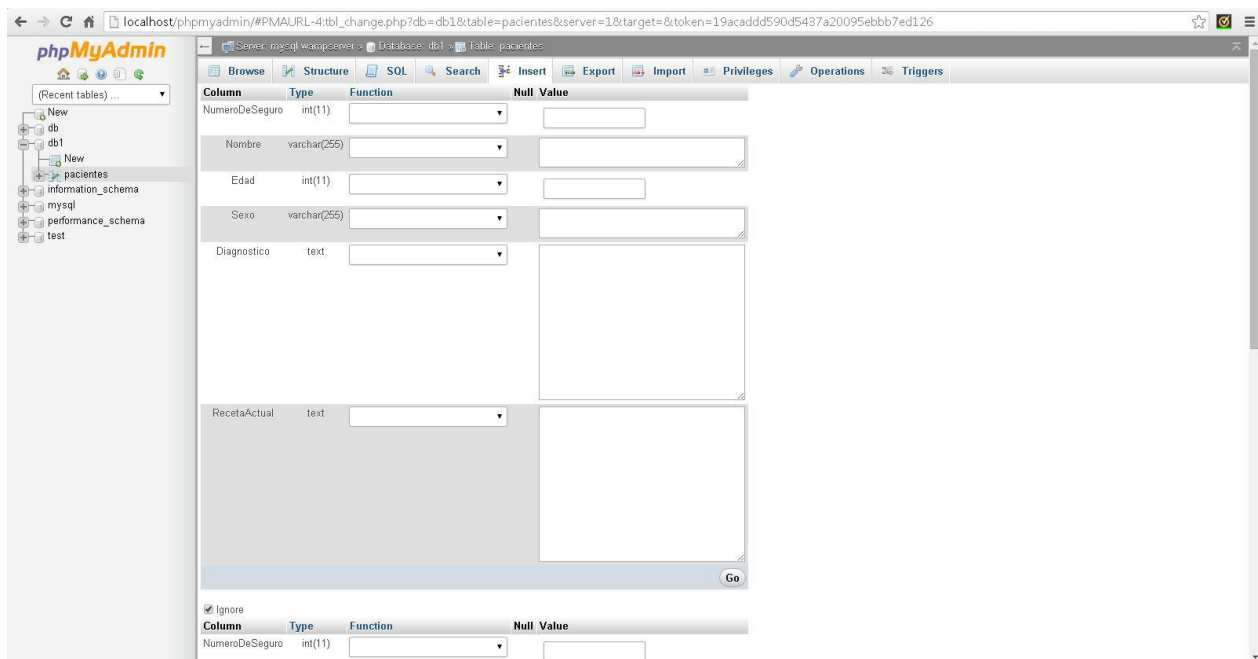 localhost/phpmyadmin/#PMAURL-4:tbl_change.php?db=db1&table=pacientes&server=1&target=&token=19acaddd590d5437a20095ebbb7ed126
phpMyAdmin
(Recent tables) ...
New
db
db1
New
pacientes
information_schema
mysql
performance_schema
test
Server: mysql wampserver » Database: db1 » Table: pacientes
Browse Structure SQL Search Insert Export Import Privileges Operations Triggers
Column Type Function Null Value
NumeroDeSeguro int(11)
Nombre varchar(255)
Edad int(11)
Sexo varchar(255)
Diagnostico text
RecetaActual text
Go
Ignore
Column Type Function Null Value
NumeroDeSeguro int(11)